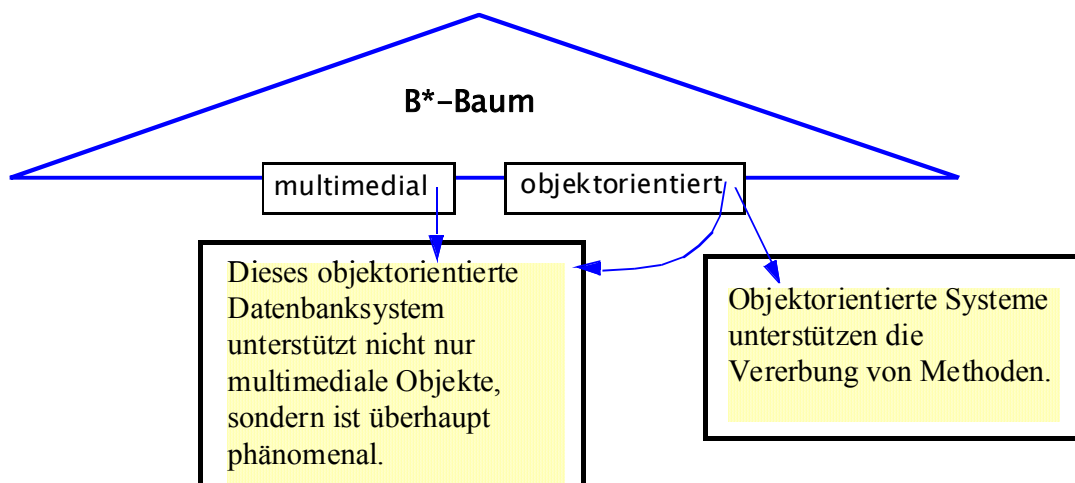 B*-Baum
multimedial
objektorientiert
Dieses objektorientierte
Datenbanksystem
unterstützt nicht nur
multimediale Objekte,
sondern ist überhaupt
phänomenal.
Objektorientierte Systeme
unterstützen die
Vererbung von Methoden.